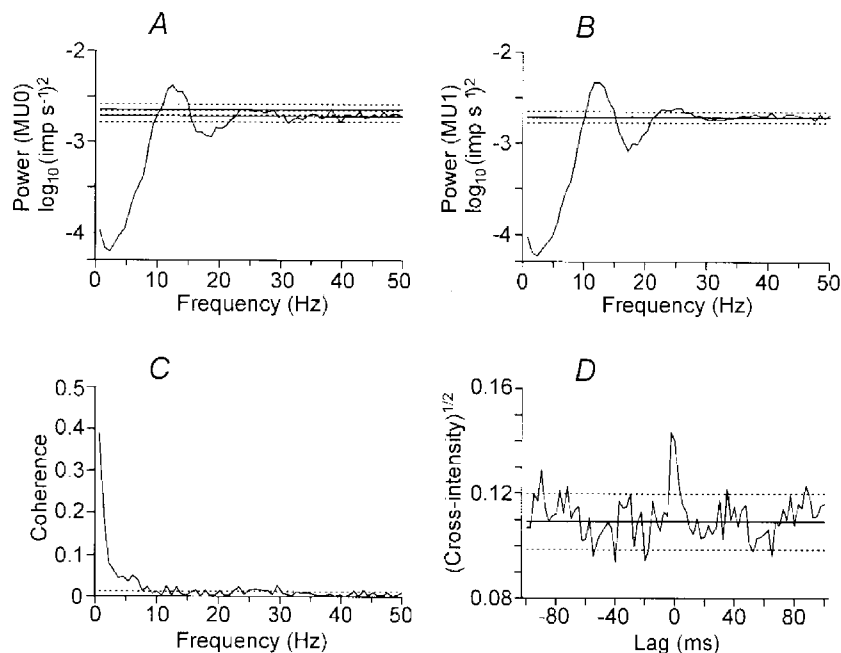 A
Power (MU0)
log₁₀(imp s⁻¹)²
-2
-3
-4
0 10 20 30 40 50
Frequency (Hz)
B
Power (MU1)
log₁₀(imp s⁻¹)²
-2
-3
-4
0 10 20 30 40 50
Frequency (Hz)
C
Coherence
0.5
0.4
0.3
0.2
0.1
0
0 10 20 30 40 50
Frequency (Hz)
D
(Cross-intensity)¹ᐟ²
0.16
0.12
0.08
-80 -40 0 40 80
Lag (ms)